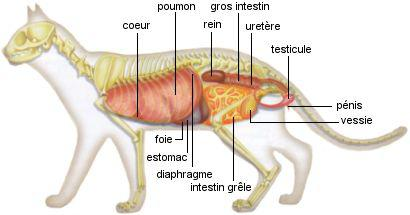 poumon
gros intestin
coeur
rein
uretère
testicule
pénis
vessie
foie
estomac
diaphragme
intestin grêle